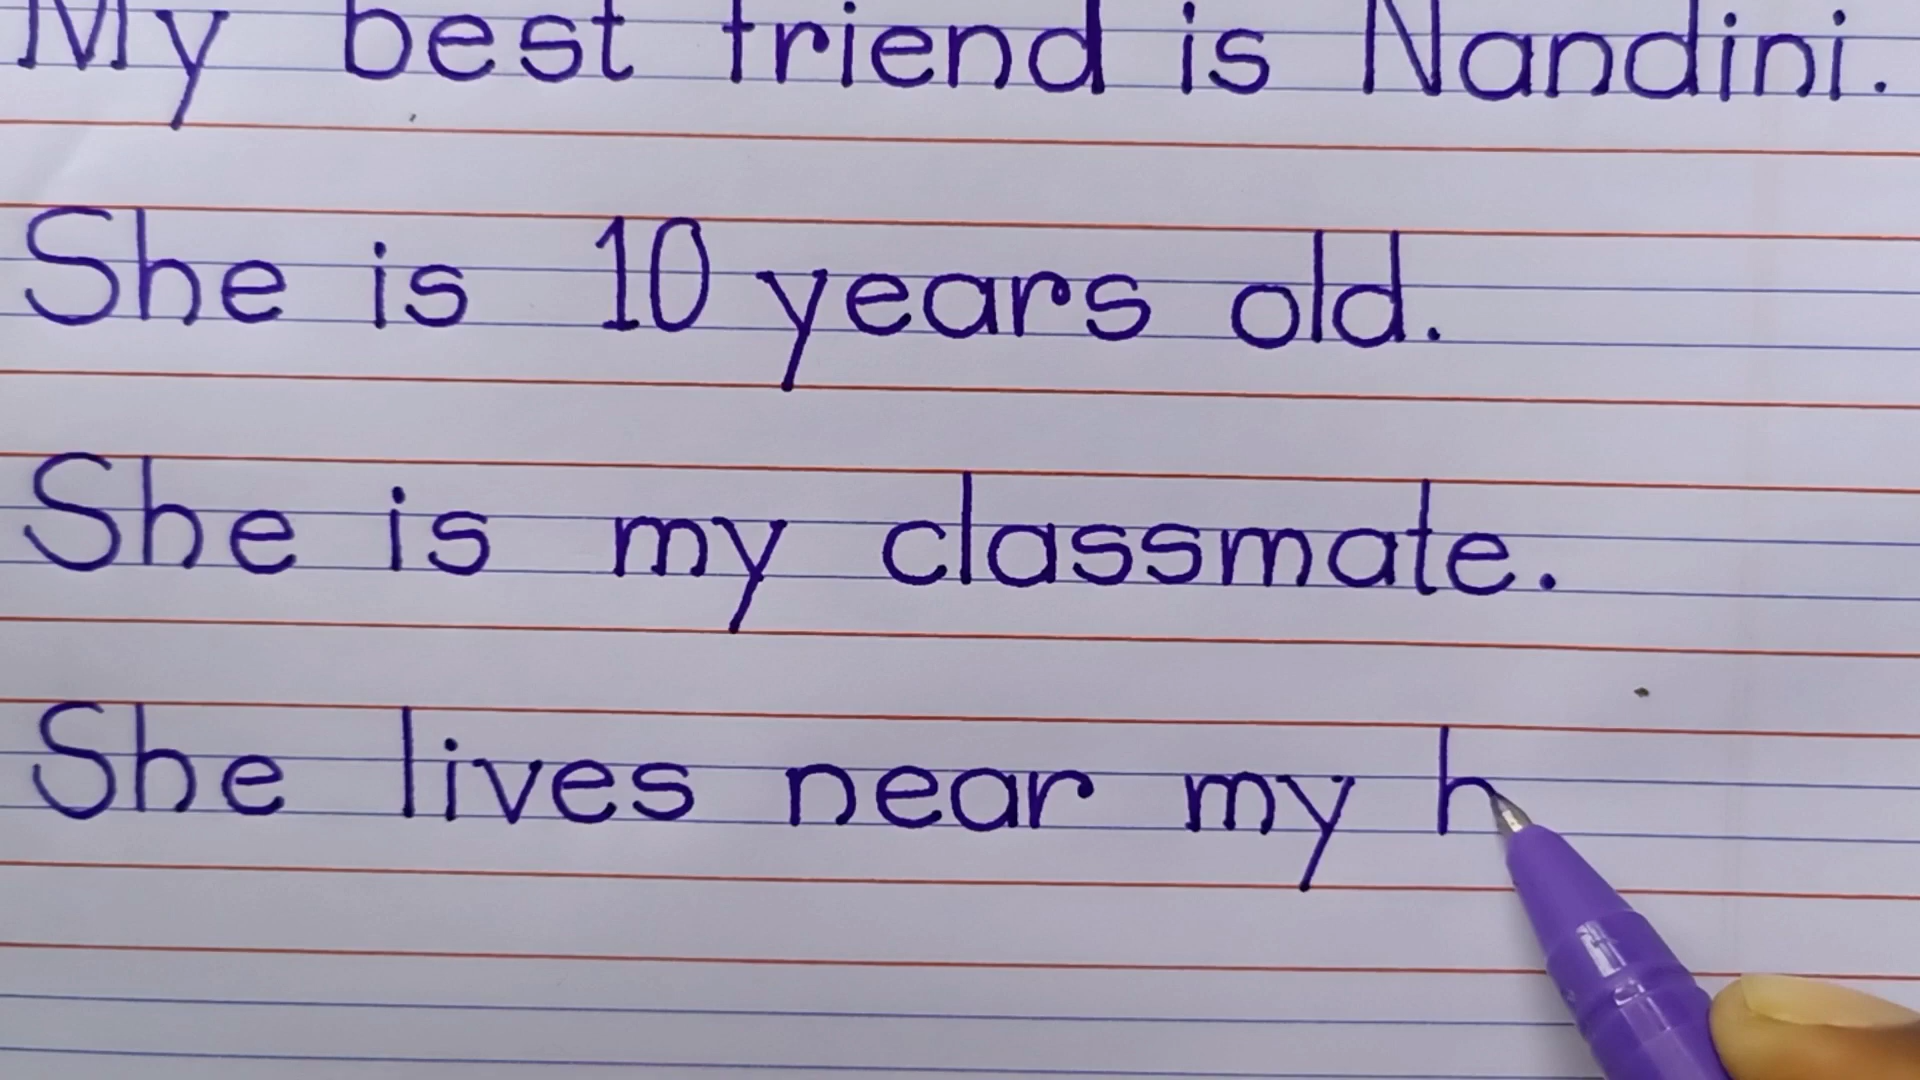 My best friend is Nandini.
She is 10 years old.
She is my classmate.
She lives near my h